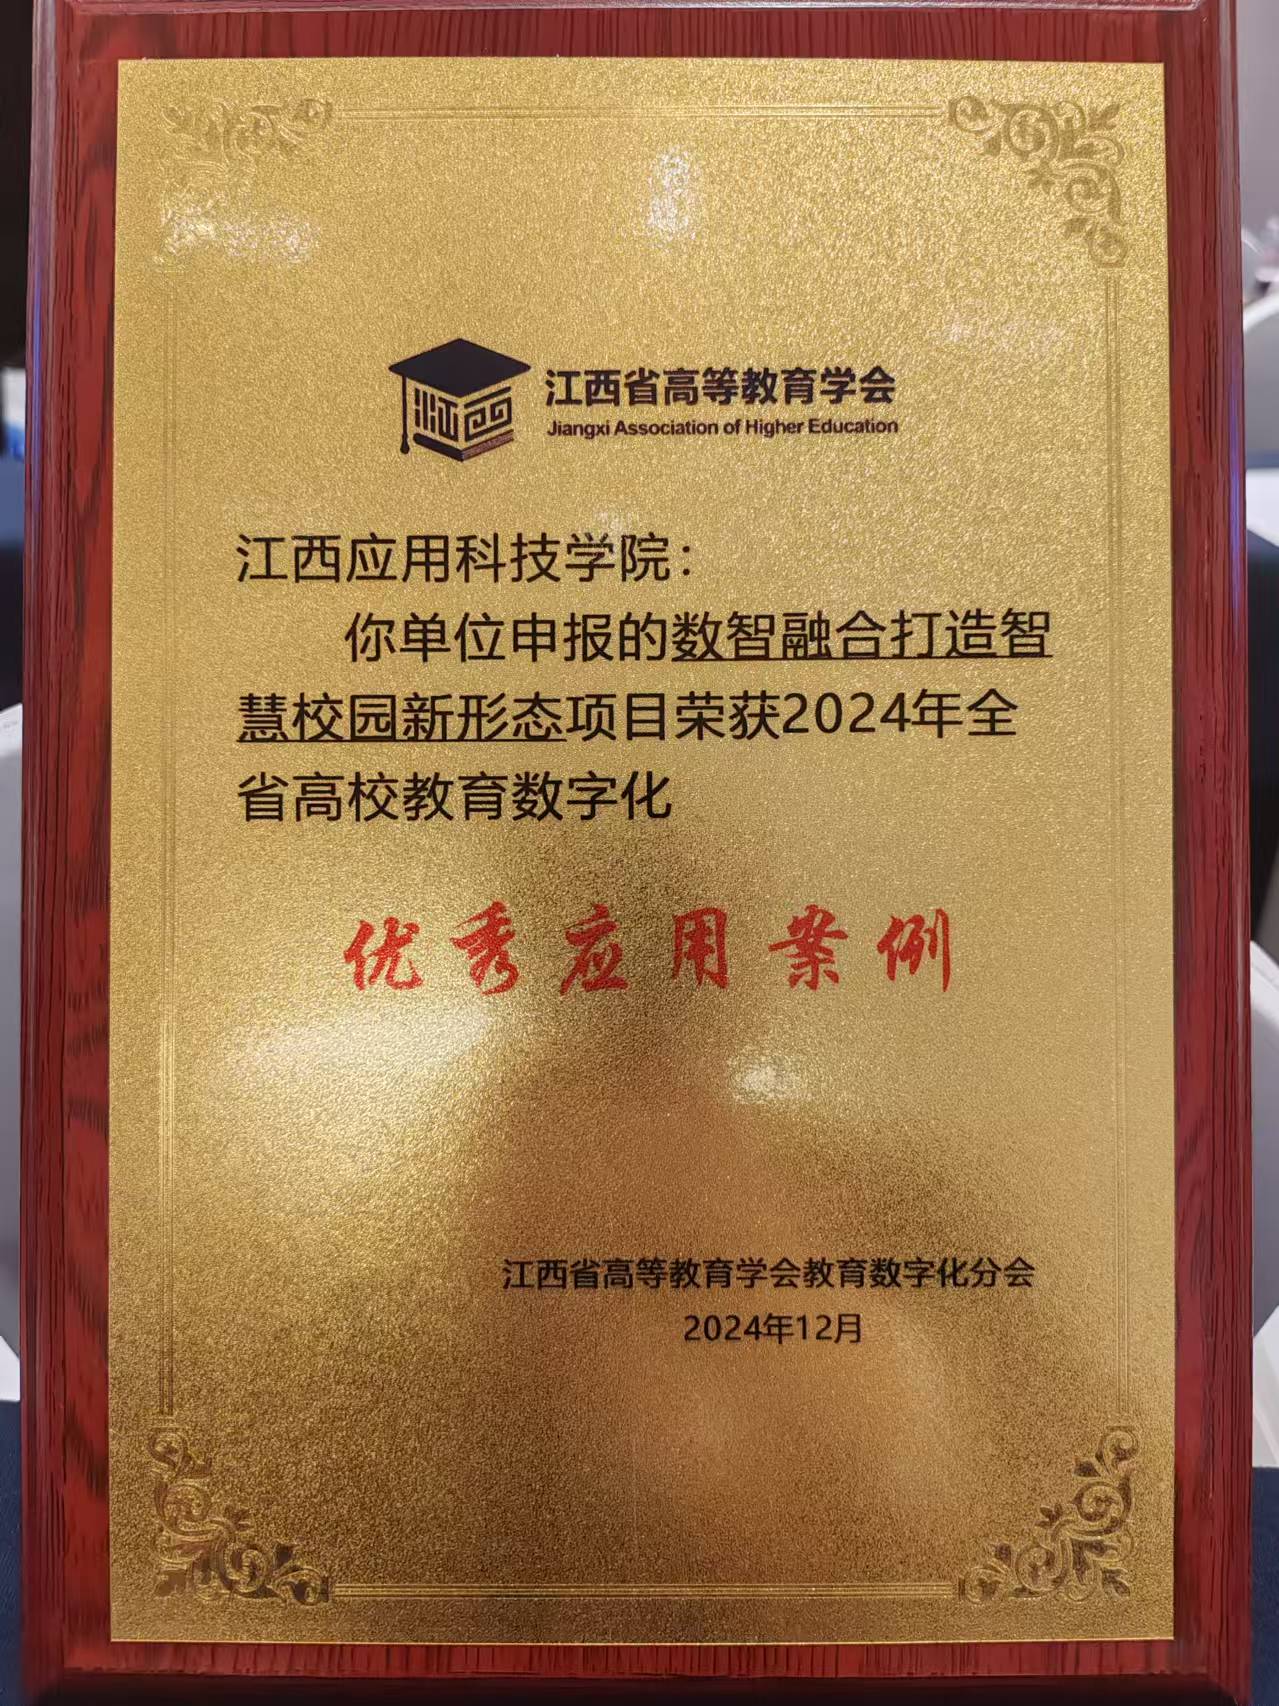 江西省高等教育学会
Jiangxi Association of Higher Education
江西应用科技学院：
你单位申报的数智融合打造智
慧校园新形态项目荣获2024年全
省高校教育数字化
优秀应用案例
江西省高等教育学会教育数字化分会
2024年12月